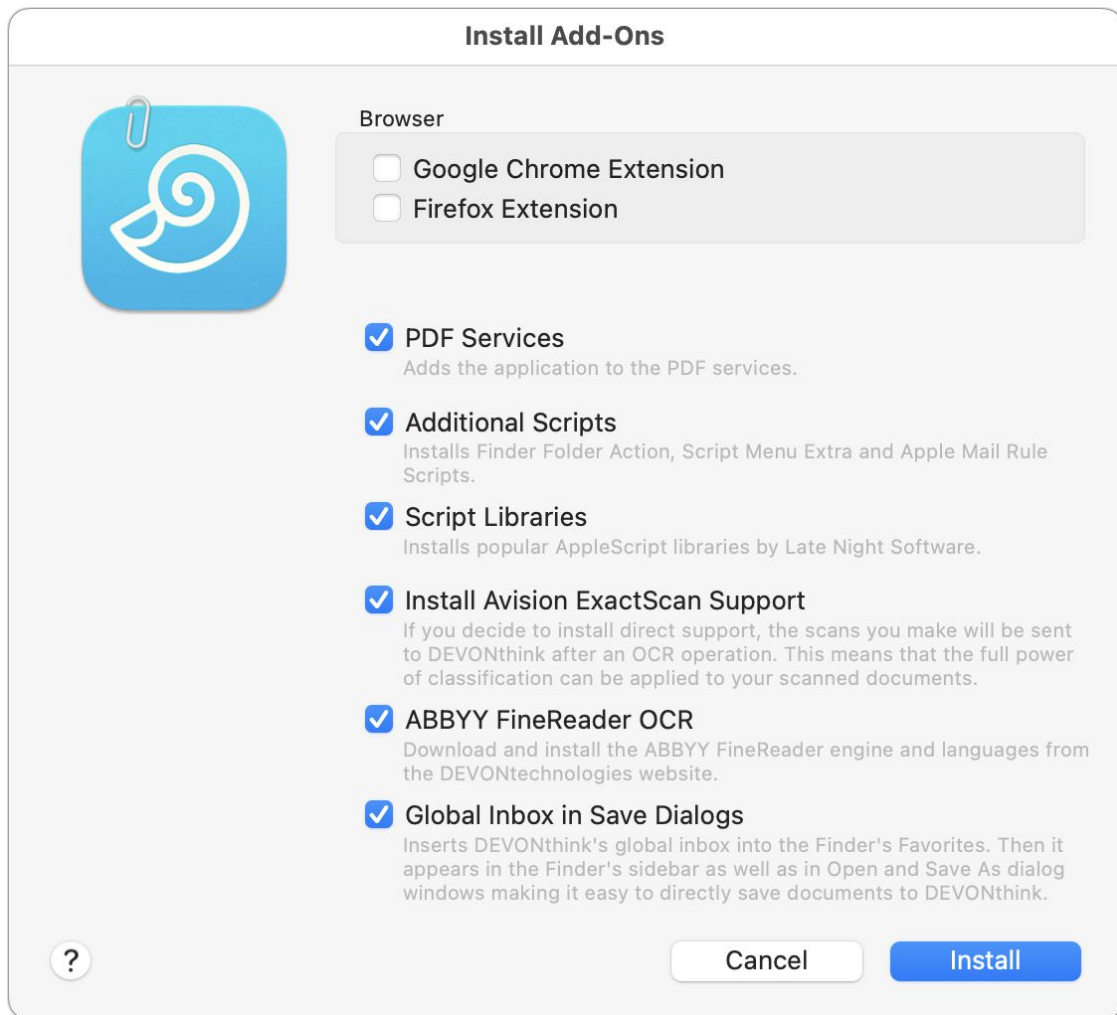 Install Add-Ons
Browser
Google Chrome Extension
Firefox Extension
PDF Services
Adds the application to the PDF services.
Additional Scripts
Installs Finder Folder Action, Script Menu Extra and Apple Mail Rule
Scripts.
Script Libraries
Installs popular AppleScript libraries by Late Night Software.
Install Avision ExactScan Support
If you decide to install direct support, the scans you make will be sent
to DEVONthink after an OCR operation. This means that the full power
of classification can be applied to your scanned documents.
ABBYY FineReader OCR
Download and install the ABBYY FineReader engine and languages from
the DEVONtechnologies website.
Global Inbox in Save Dialogs
Inserts DEVONthink's global inbox into the Finder's Favorites. Then it
appears in the Finder's sidebar as well as in Open and Save As dialog
windows making it easy to directly save documents to DEVONthink.
?
Cancel
Install